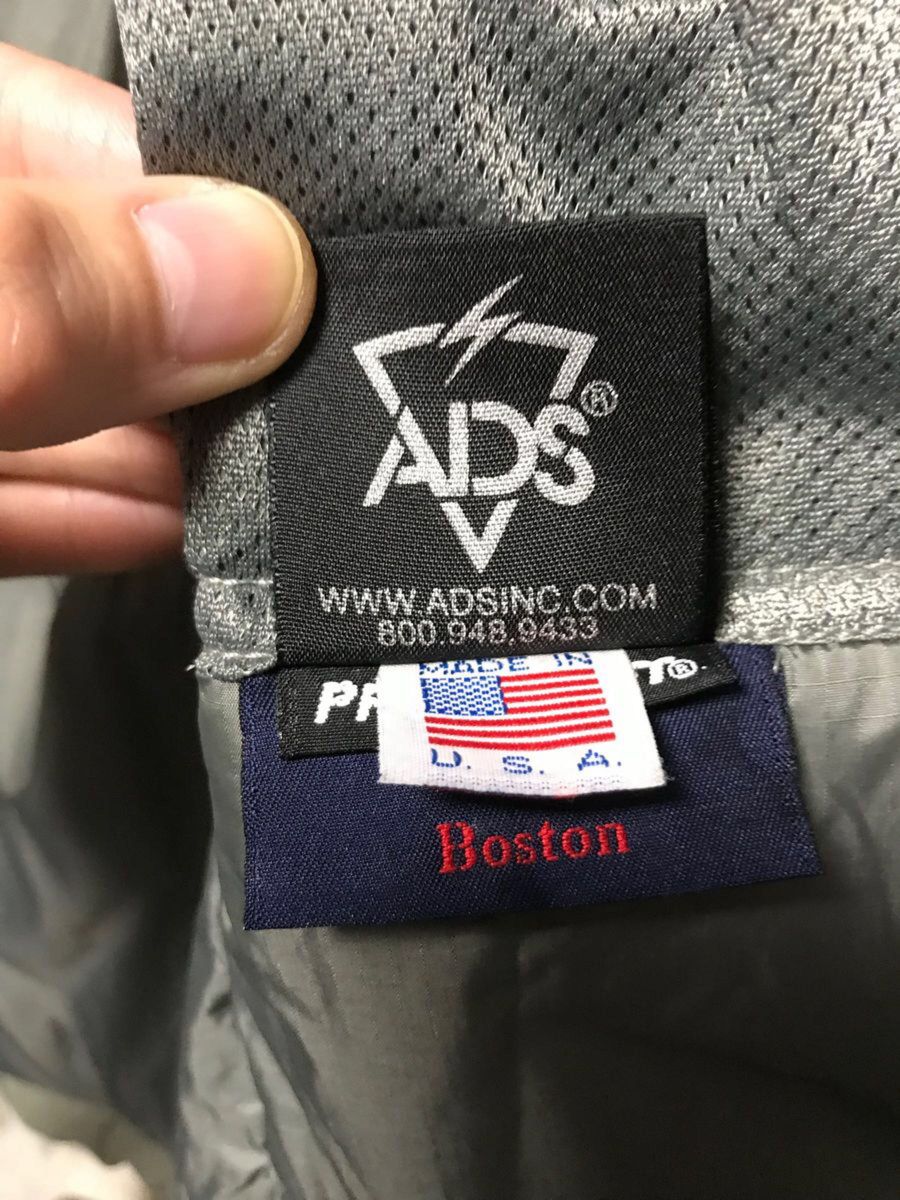 ADS®
WWW.ADSINC.COM
800.948.9433
MADE IN
U. S. A.
Boston